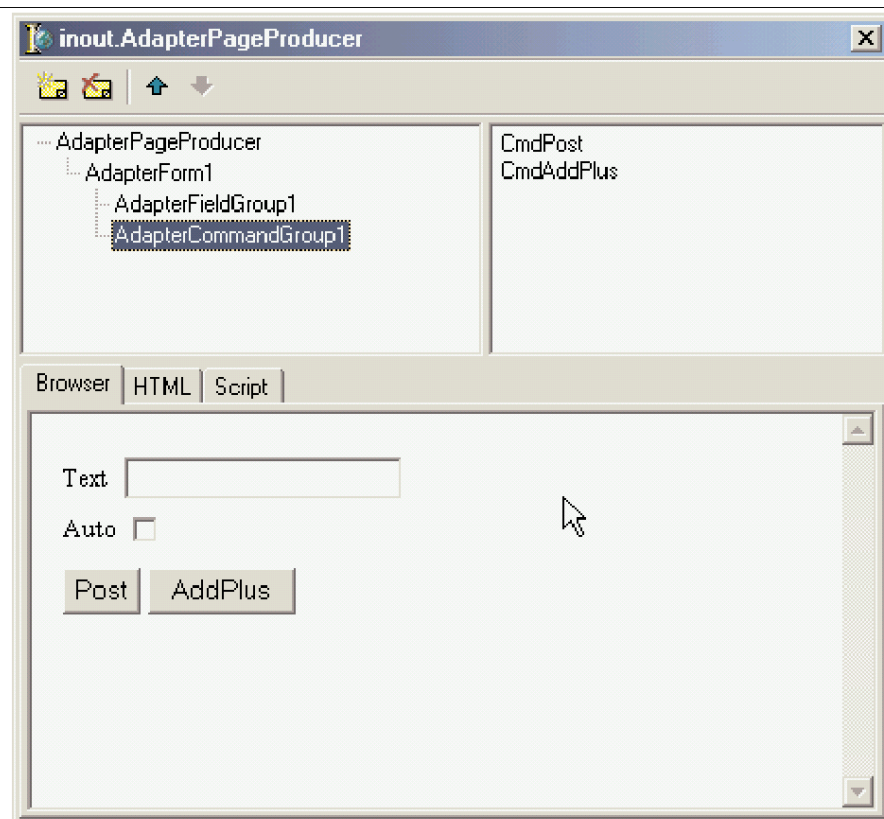 inout.AdapterPageProducer
AdapterPageProducer
AdapterForm1
AdapterFieldGroup1
AdapterCommandGroup1
CmdPost
CmdAddPlus
Browser HTML Script
Text
Auto
Post AddPlus